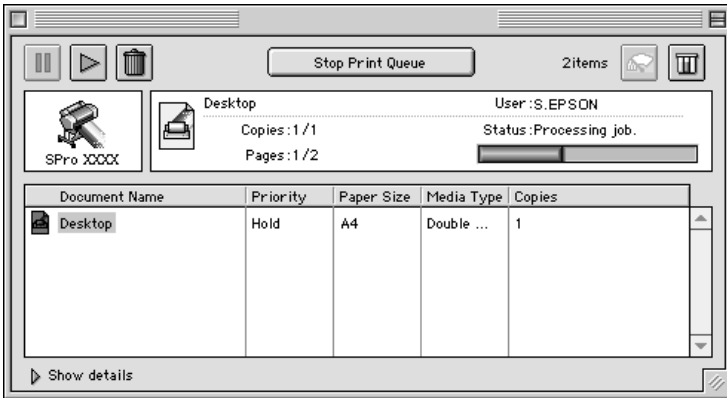 Stop Print Queue 2items
Desktop User:S.EPSON
Copies:1/1 Status:Processing job.
SPro XXXX Pages:1/2
Document Name Priority Paper Size Media Type Copies
Desktop Hold A4 Double ... 1
Show details